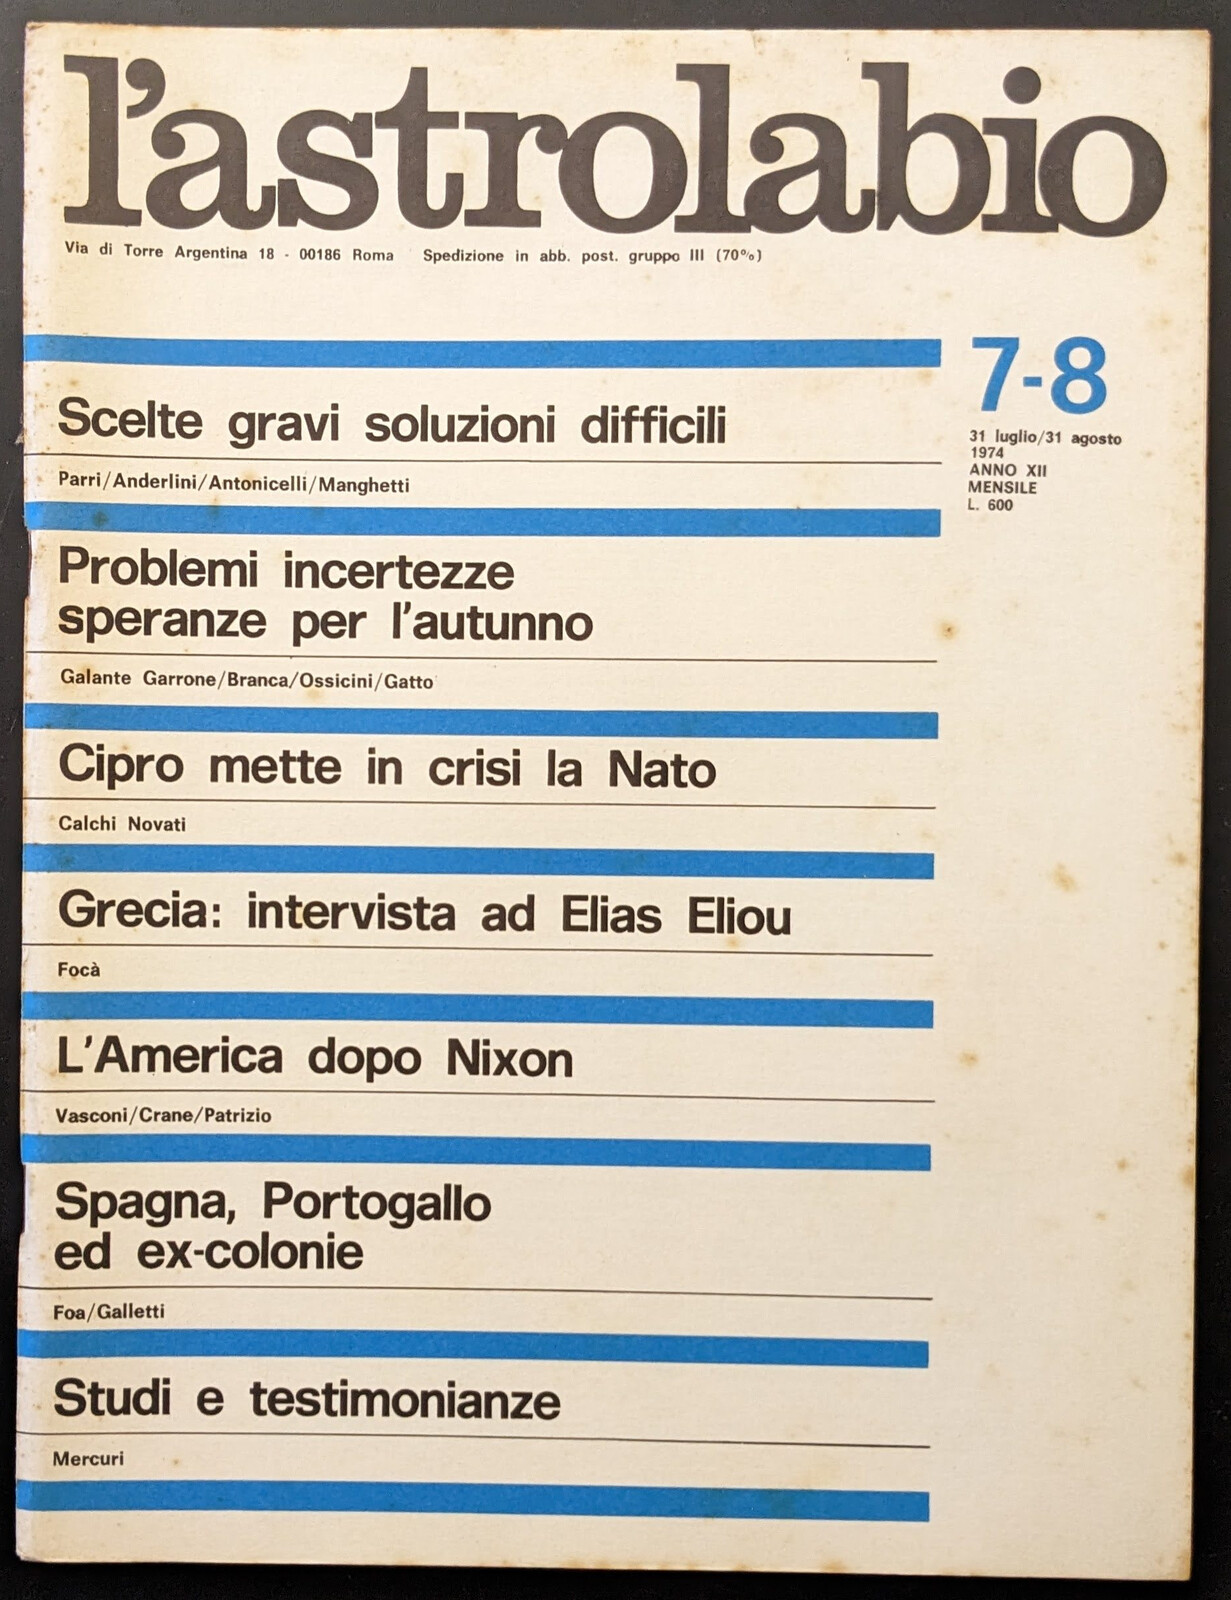 l'astrolabio
Via di Torre Argentina 18 - 00186 Roma Spedizione in abb. post. gruppo III (70%)
7-8
31 luglio/31 agosto
1974
ANNO XII
MENSILE
L. 600
Scelte gravi soluzioni difficili
Parri/Anderlini/Antonicelli/Manghetti
Problemi incertezze
speranze per l'autunno
Galante Garrone/Branca/Ossicini/Gatto
Cipro mette in crisi la Nato
Calchi Novati
Grecia: intervista ad Elias Eliou
Focà
L'America dopo Nixon
Vasconi/Crane/Patrizio
Spagna, Portogallo
ed ex-colonie
Foa/Galletti
Studi e testimonianze
Mercuri